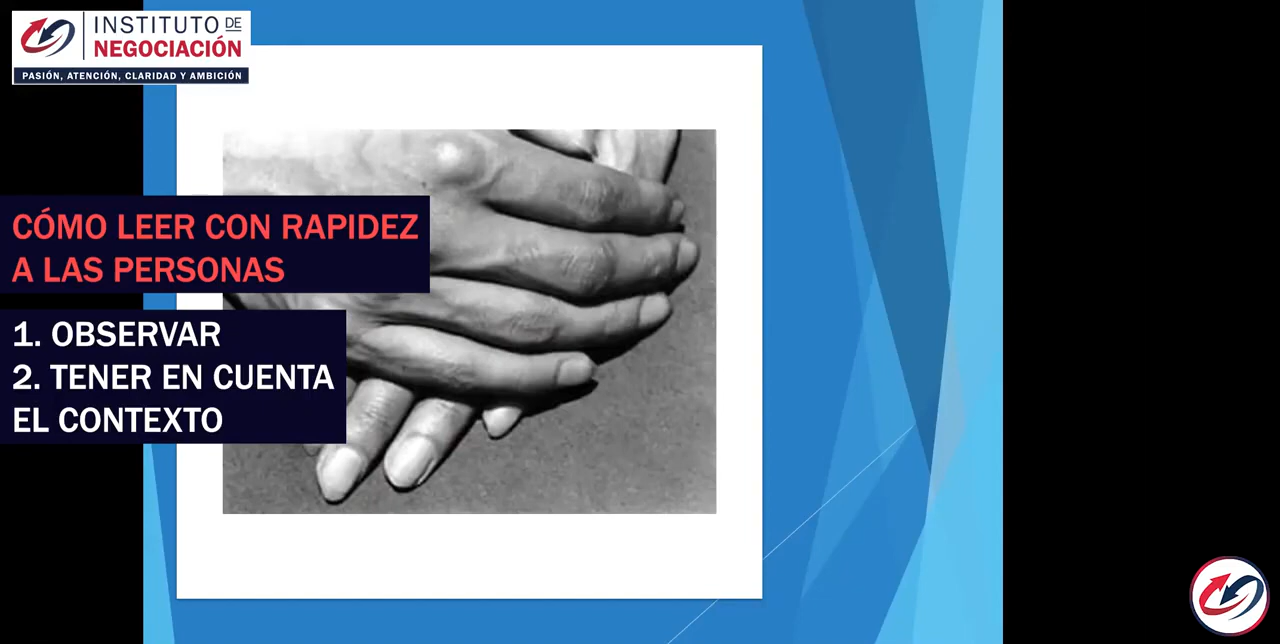 INSTITUTO DE
NEGOCIACIÓN
PASIÓN, ATENCIÓN, CLARIDAD Y AMBICIÓN
CÓMO LEER CON RAPIDEZ
A LAS PERSONAS
1. OBSERVAR
2. TENER EN CUENTA
EL CONTEXTO